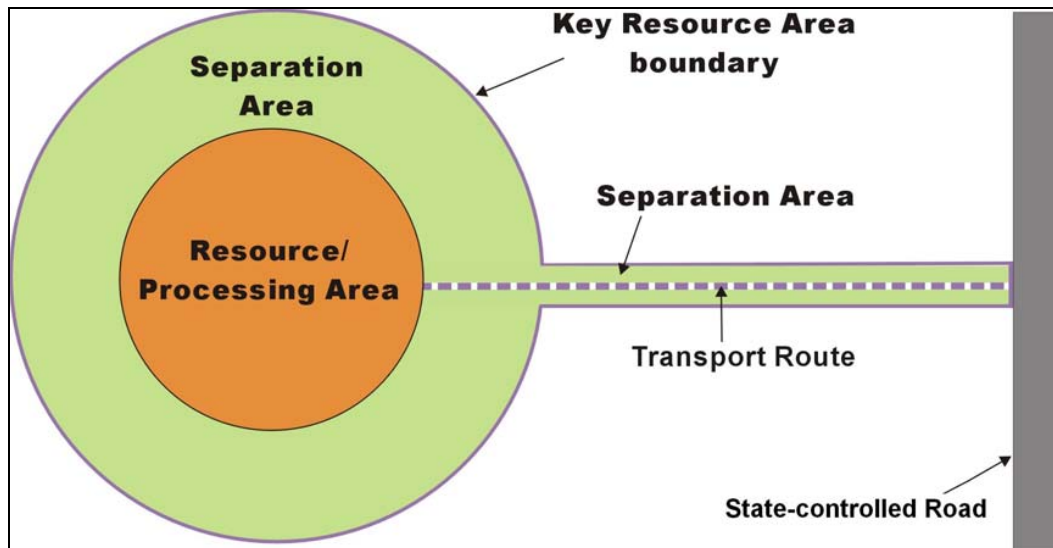 Key Resource Area
boundary
Separation
Area
Separation Area
Resource/
Processing Area
Transport Route
State-controlled Road